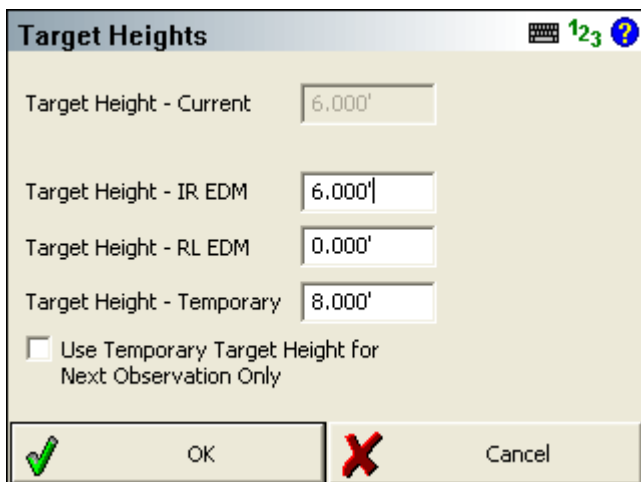 Target Heights 123 ?
Target Height - Current 6.000'
Target Height - IR EDM 6.000'
Target Height - RL EDM 0.000'
Target Height - Temporary 8.000'
Use Temporary Target Height for
Next Observation Only
OK Cancel